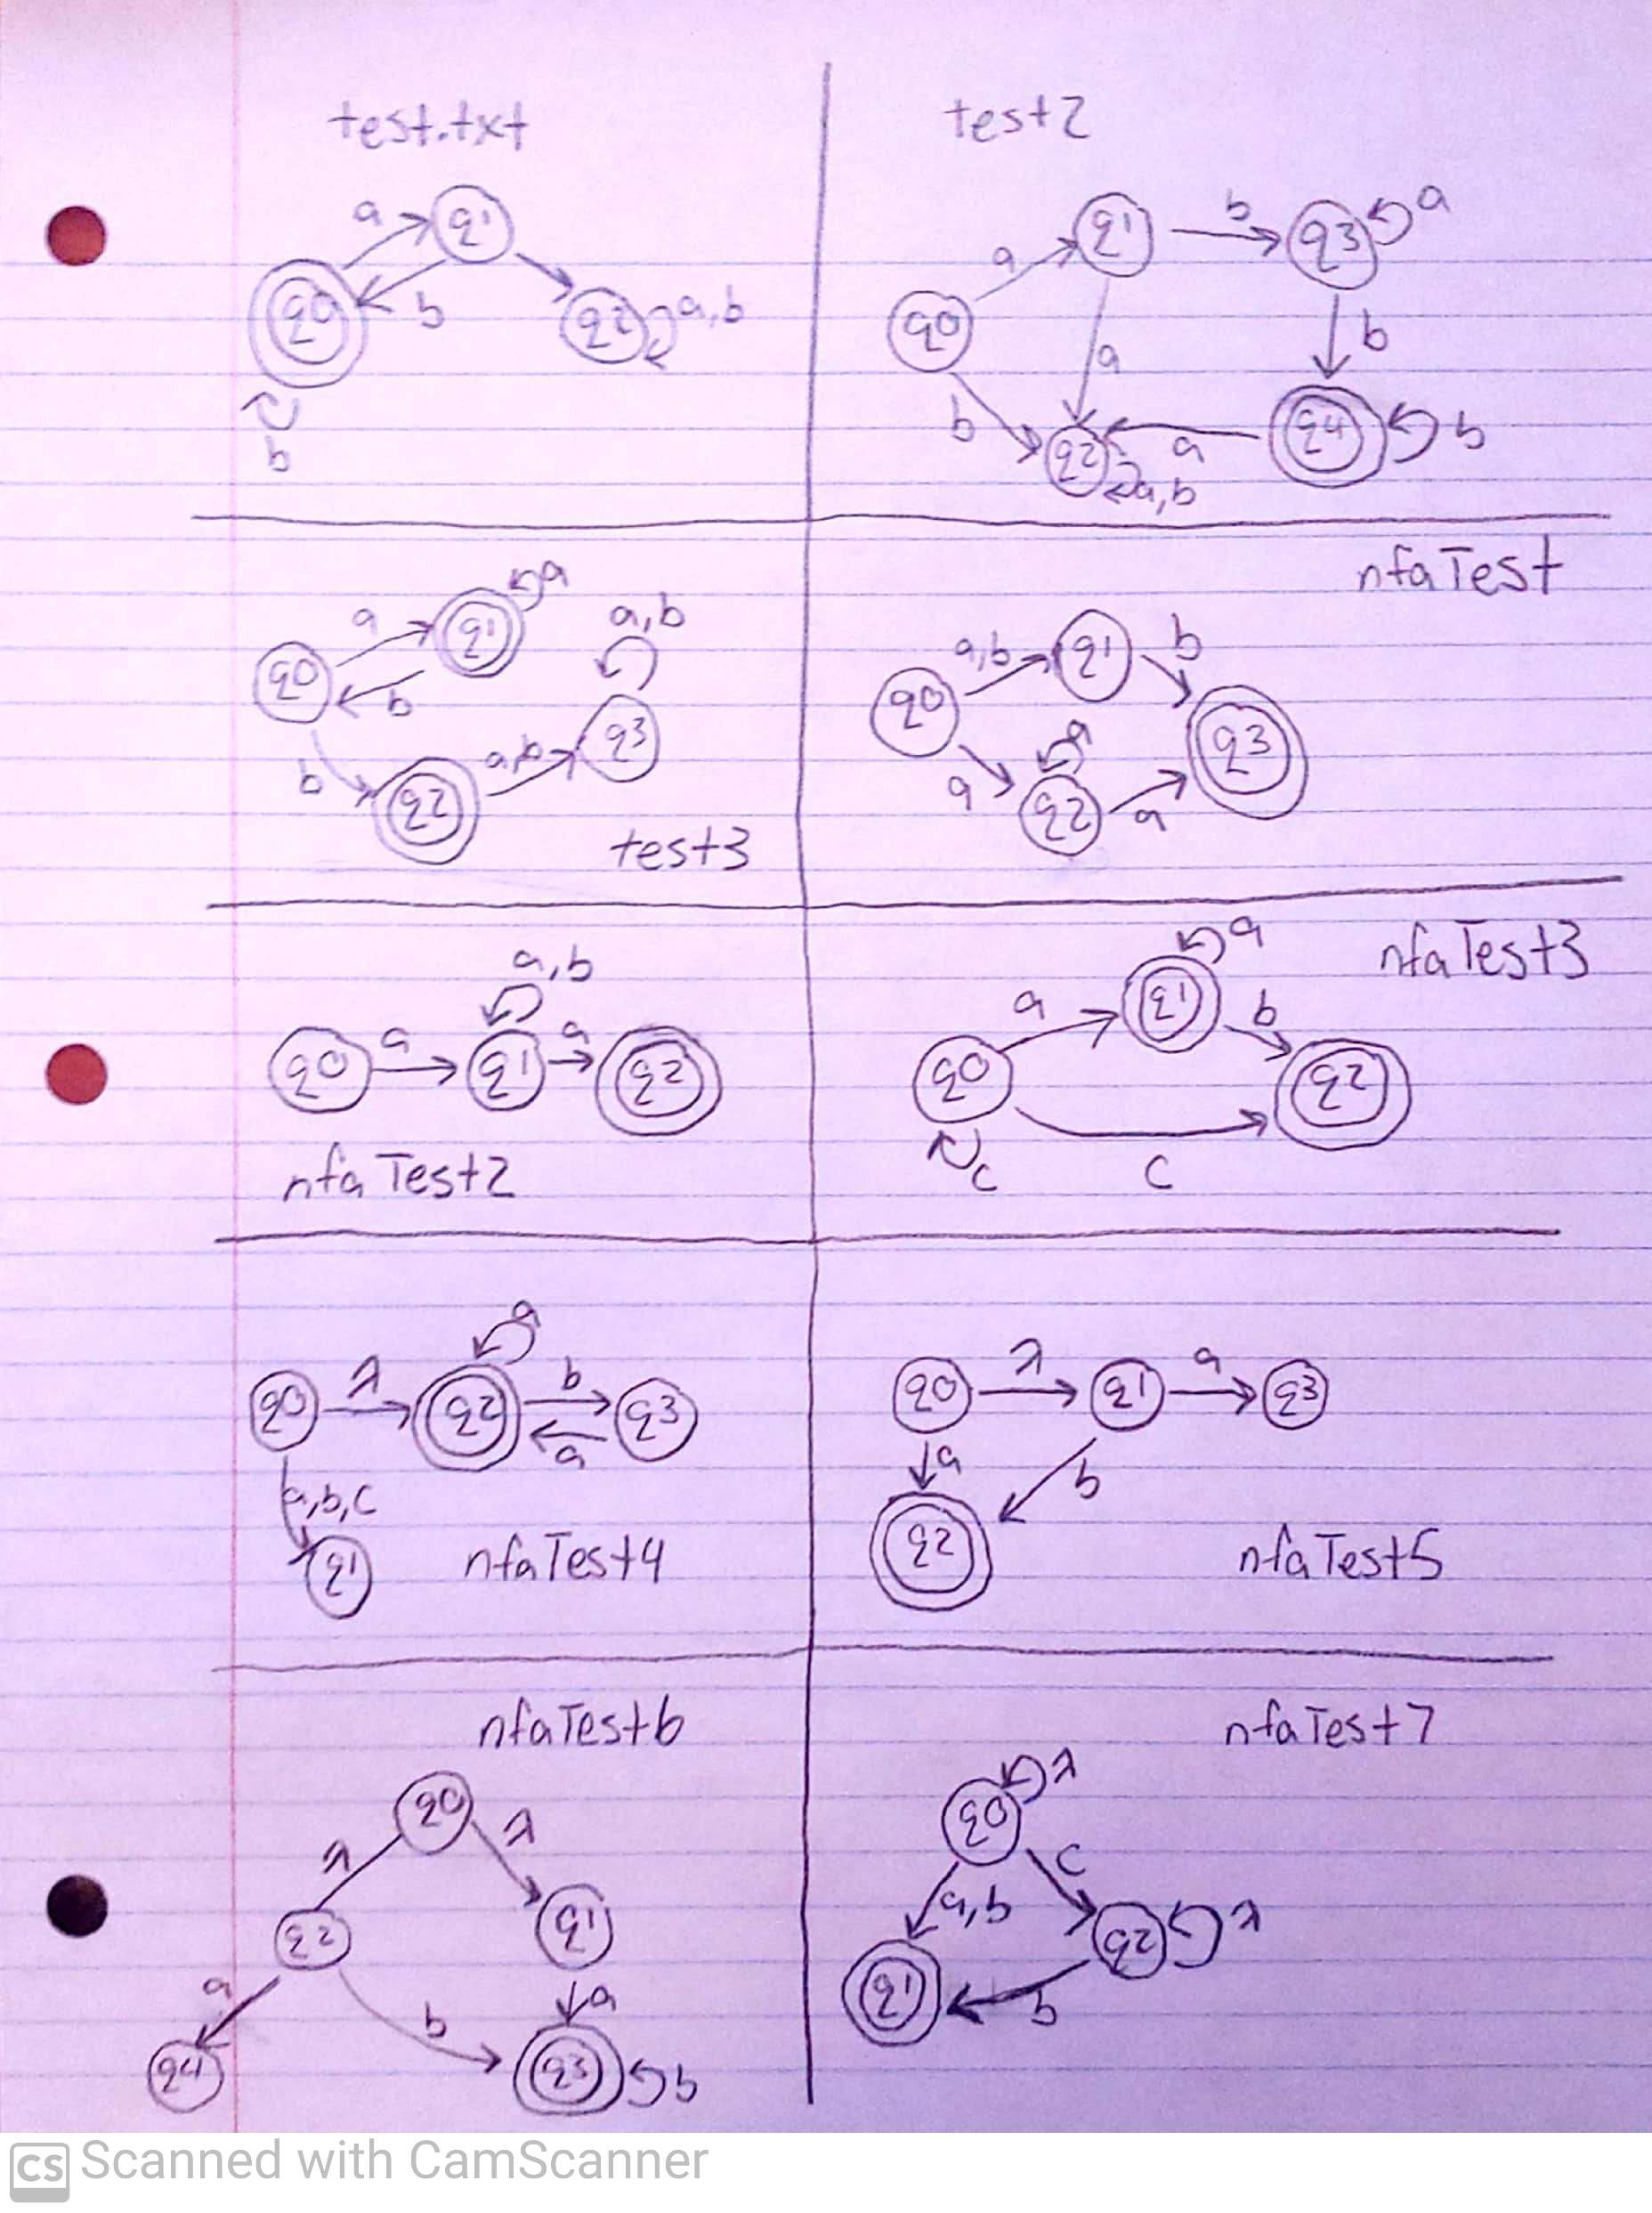 test.txt
a
q1
q0
b
q2
a,b
b
test2
q1
b
q3
a
a
q0
a
b
b
q2
a
q4
b
a,b
a
q1
a
q0
b
a,b
b
q2
a,b
q3
test3
nfaTest
a,b
q1
b
q0
a
q3
a
q2
a
a,b
q0
a
q1
a
q2
nfaTest2
nfaTest3
a
a
q1
b
q0
q2
c
c
a
q0
λ
q2
b
q3
a
a,b,c
q1
nfaTest4
q0
λ
q1
a
q3
a
b
q2
nfaTest5
nfaTest6
q0
λ
λ
q2
q1
a
a
b
q4
q3
b
nfaTest7
λ
q0
c
a,b
q2
λ
q1
b
CS Scanned with CamScanner